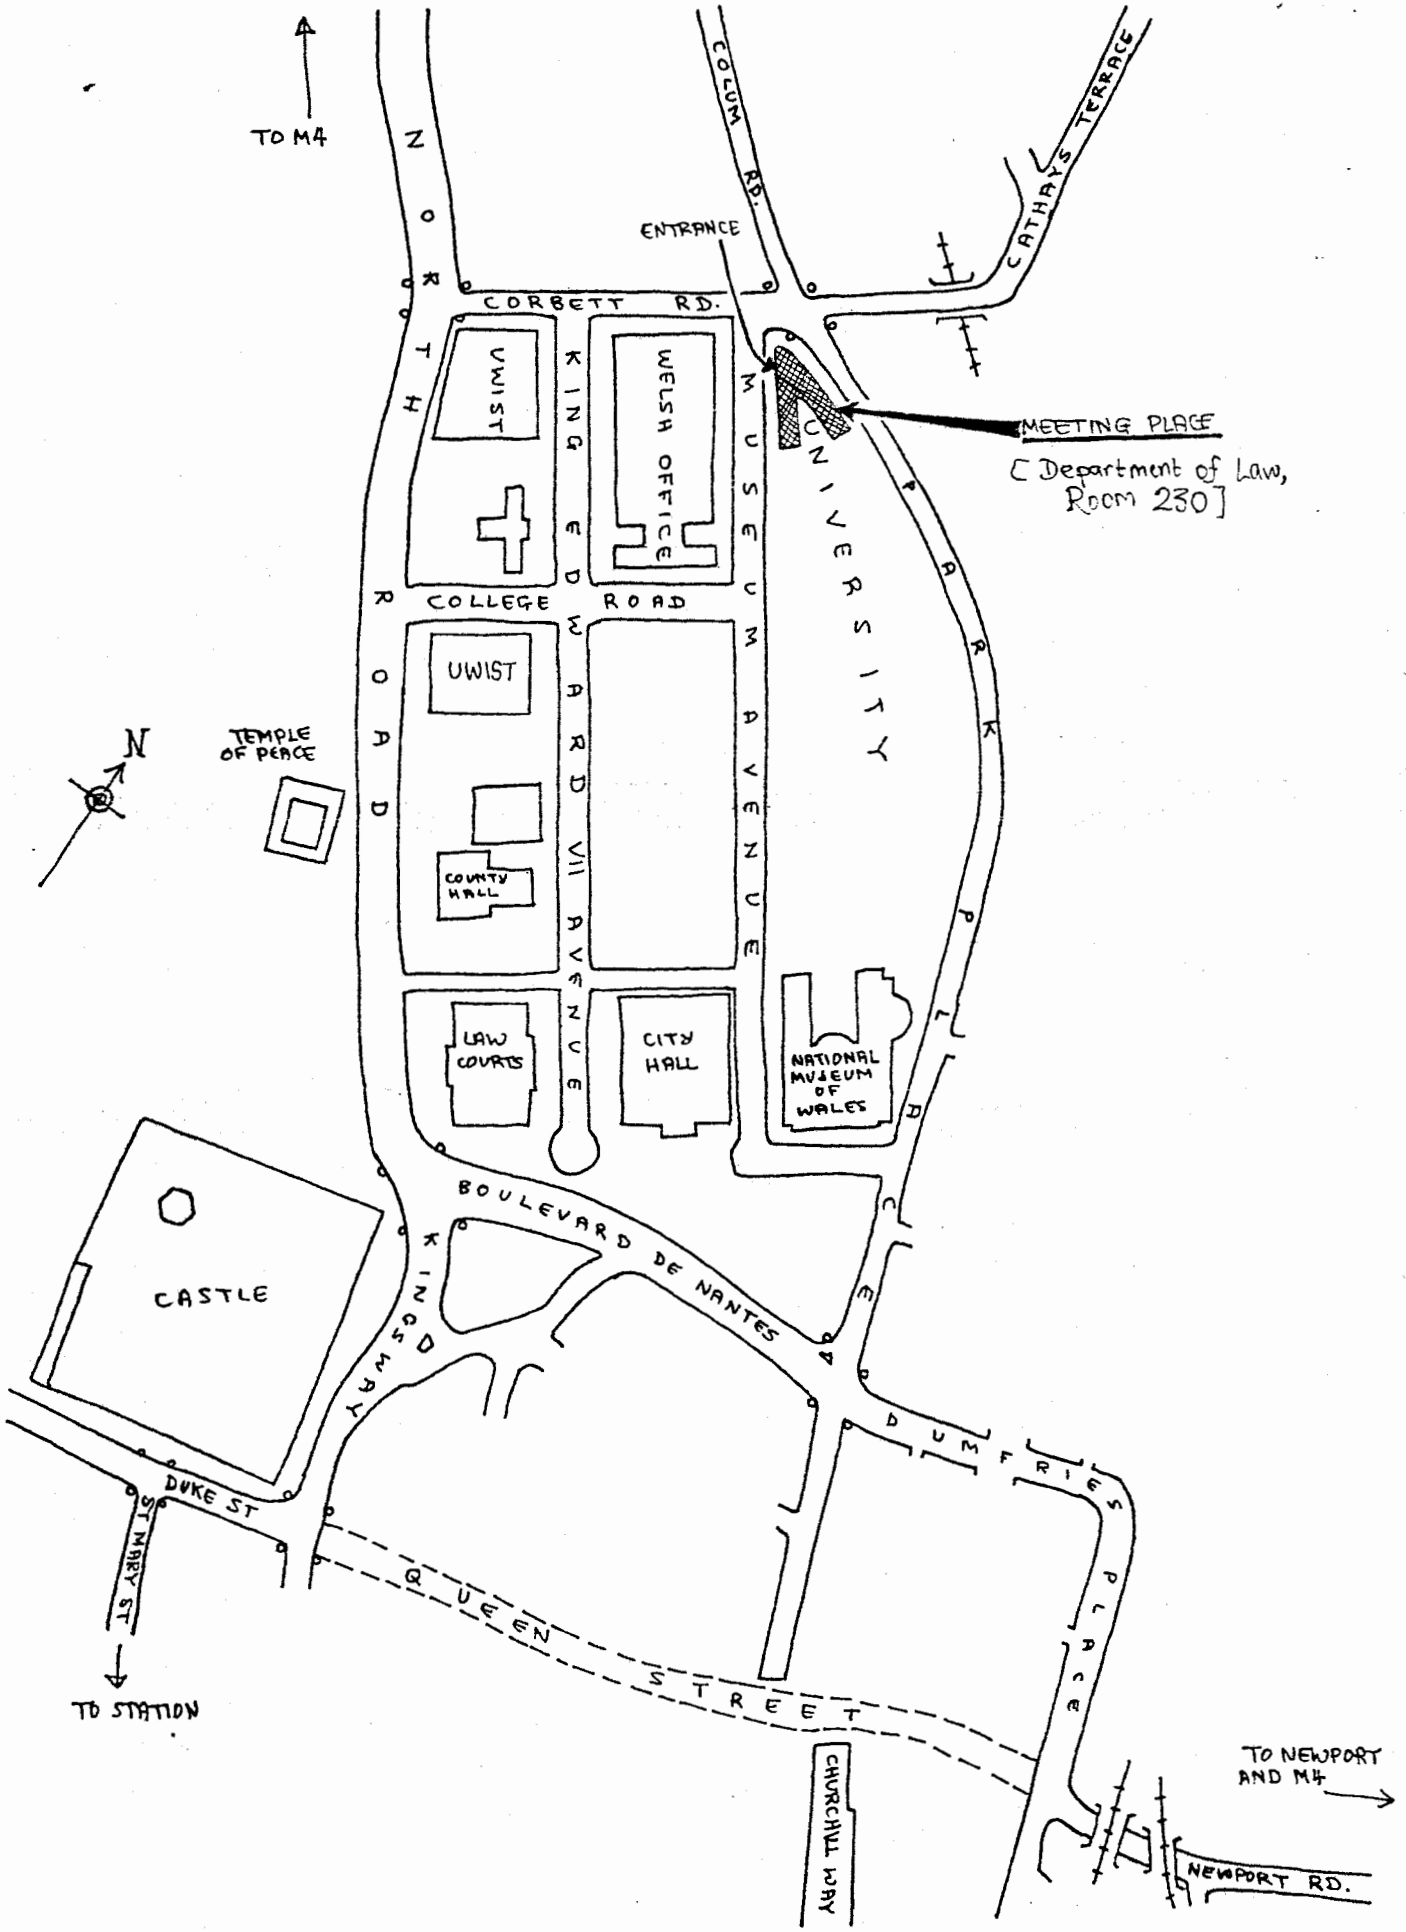 TO M4
NORTH ROAD
COLUM RD.
CATHAYS TERRACE
ENTRANCE
CORBETT RD.
UWIST
KING EDWARD VII AVENUE
WELSH OFFICE
MUSEUM AVENUE
UNIVERSITY
PARK PLACE
MEETING PLACE
[Department of Law,
Room 230]
COLLEGE ROAD
UWIST
N
TEMPLE
OF PEACE
COUNTY
HALL
LAW
COURTS
CITY
HALL
NATIONAL
MUSEUM
OF
WALES
BOULEVARD DE NANTES
KINGSWAY
CASTLE
DUMFRIES PLACE
DUKE ST
ST MARY ST
TO STATION
QUEEN STREET
CHURCHILL WAY
TO NEWPORT
AND M4
NEWPORT RD.